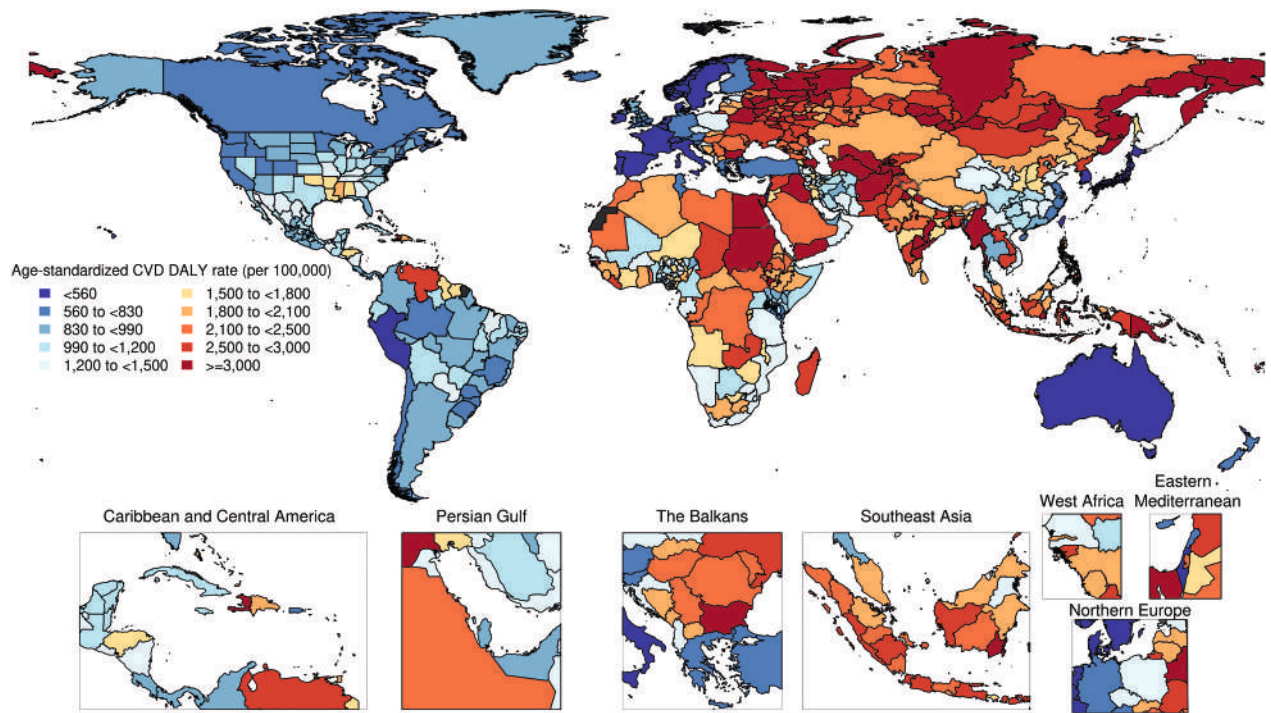 Age-standardized CVD DALY rate (per 100,000)
<560
560 to <830
830 to <990
990 to <1,200
1,200 to <1,500
1,500 to <1,800
1,800 to <2,100
2,100 to <2,500
2,500 to <3,000
>=3,000
Caribbean and Central America
Persian Gulf
The Balkans
Southeast Asia
West Africa
Eastern
Mediterranean
Northern Europe